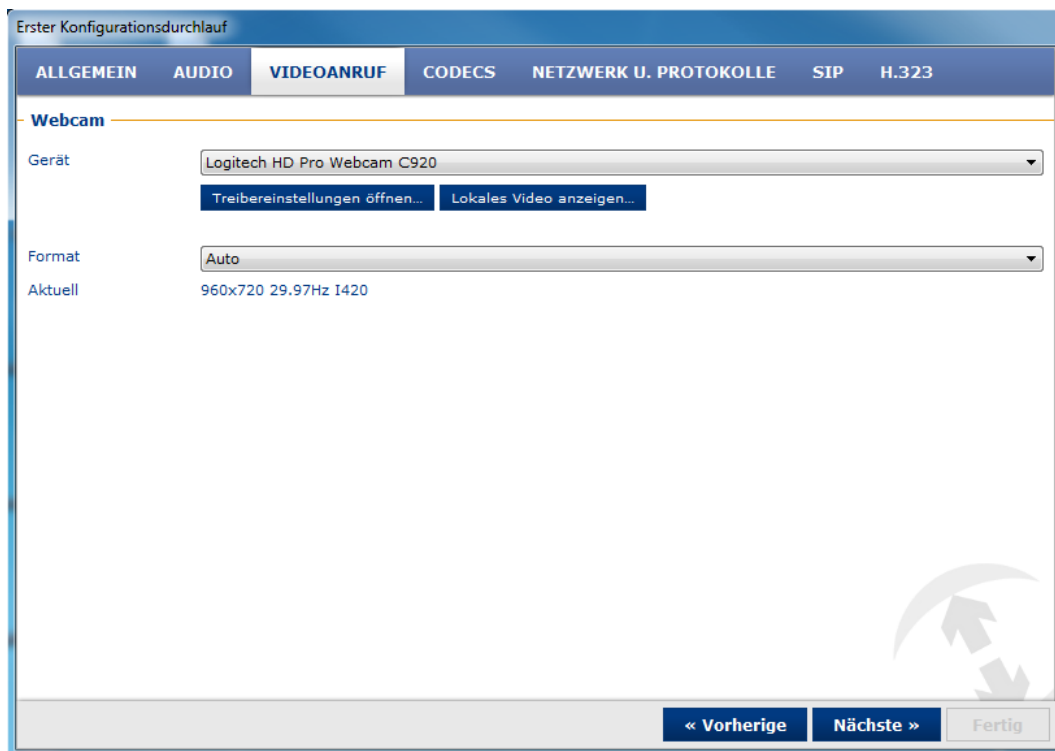 Erster Konfigurationsdurchlauf
ALLGEMEIN AUDIO VIDEOANRUF CODECS NETZWERK U. PROTOKOLLE SIP H.323
Webcam
Gerät Logitech HD Pro Webcam C920
Treibereinstellungen öffnen... Lokales Video anzeigen...
Format Auto
Aktuell 960x720 29.97Hz I420
« Vorherige Nächste » Fertig